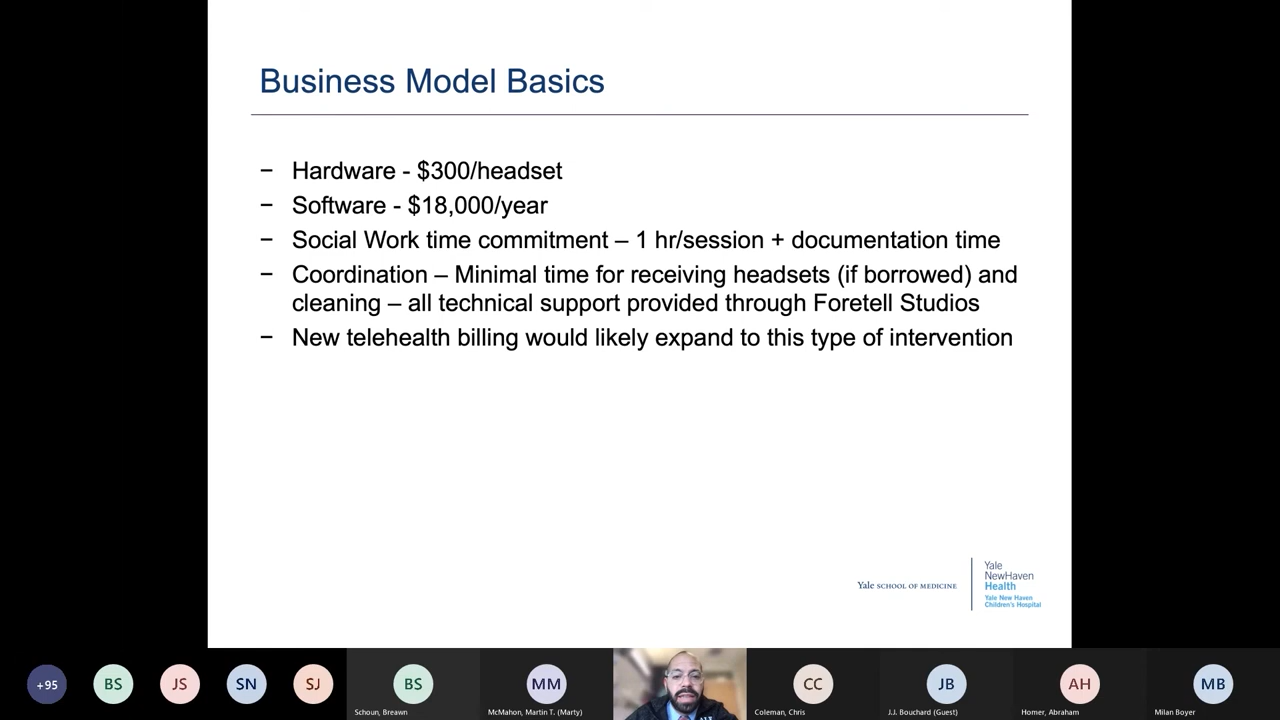 Business Model Basics
− Hardware - $300/headset
− Software - $18,000/year
− Social Work time commitment – 1 hr/session + documentation time
− Coordination – Minimal time for receiving headsets (if borrowed) and
cleaning – all technical support provided through Foretell Studios
− New telehealth billing would likely expand to this type of intervention
Yale SCHOOL OF MEDICINE
Yale
NewHaven
Health
Yale New Haven
Children's Hospital
+95
BS
JS
SN
SJ
BS
MM
CC
JB
AH
MB
Schoun, Breawn
McMahon, Martin T. (Marty)
Coleman, Chris
J.J. Bouchard (Guest)
Homer, Abraham
Milan Boyer